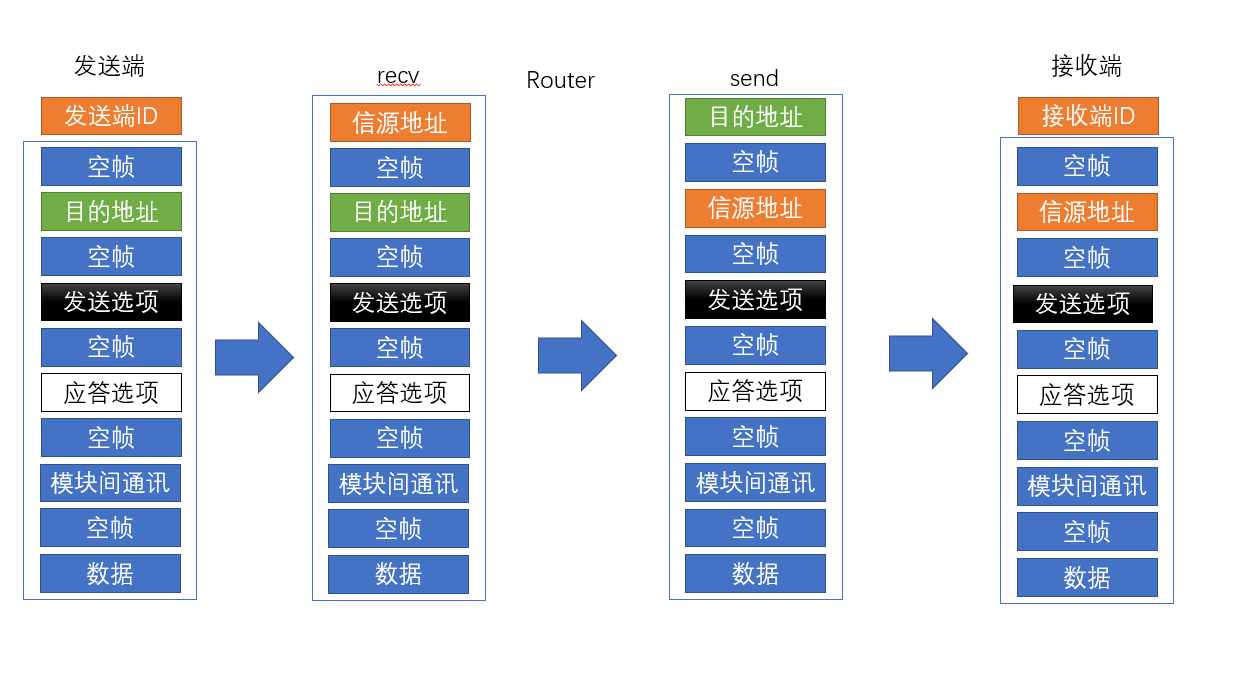 发送端
发送端ID
空帧
目的地址
空帧
发送选项
空帧
应答选项
空帧
模块间通讯
空帧
数据
recv
信源地址
空帧
目的地址
空帧
发送选项
空帧
应答选项
空帧
模块间通讯
空帧
数据
Router
send
目的地址
空帧
信源地址
空帧
发送选项
空帧
应答选项
空帧
模块间通讯
空帧
数据
接收端
接收端ID
空帧
信源地址
空帧
发送选项
空帧
应答选项
空帧
模块间通讯
空帧
数据